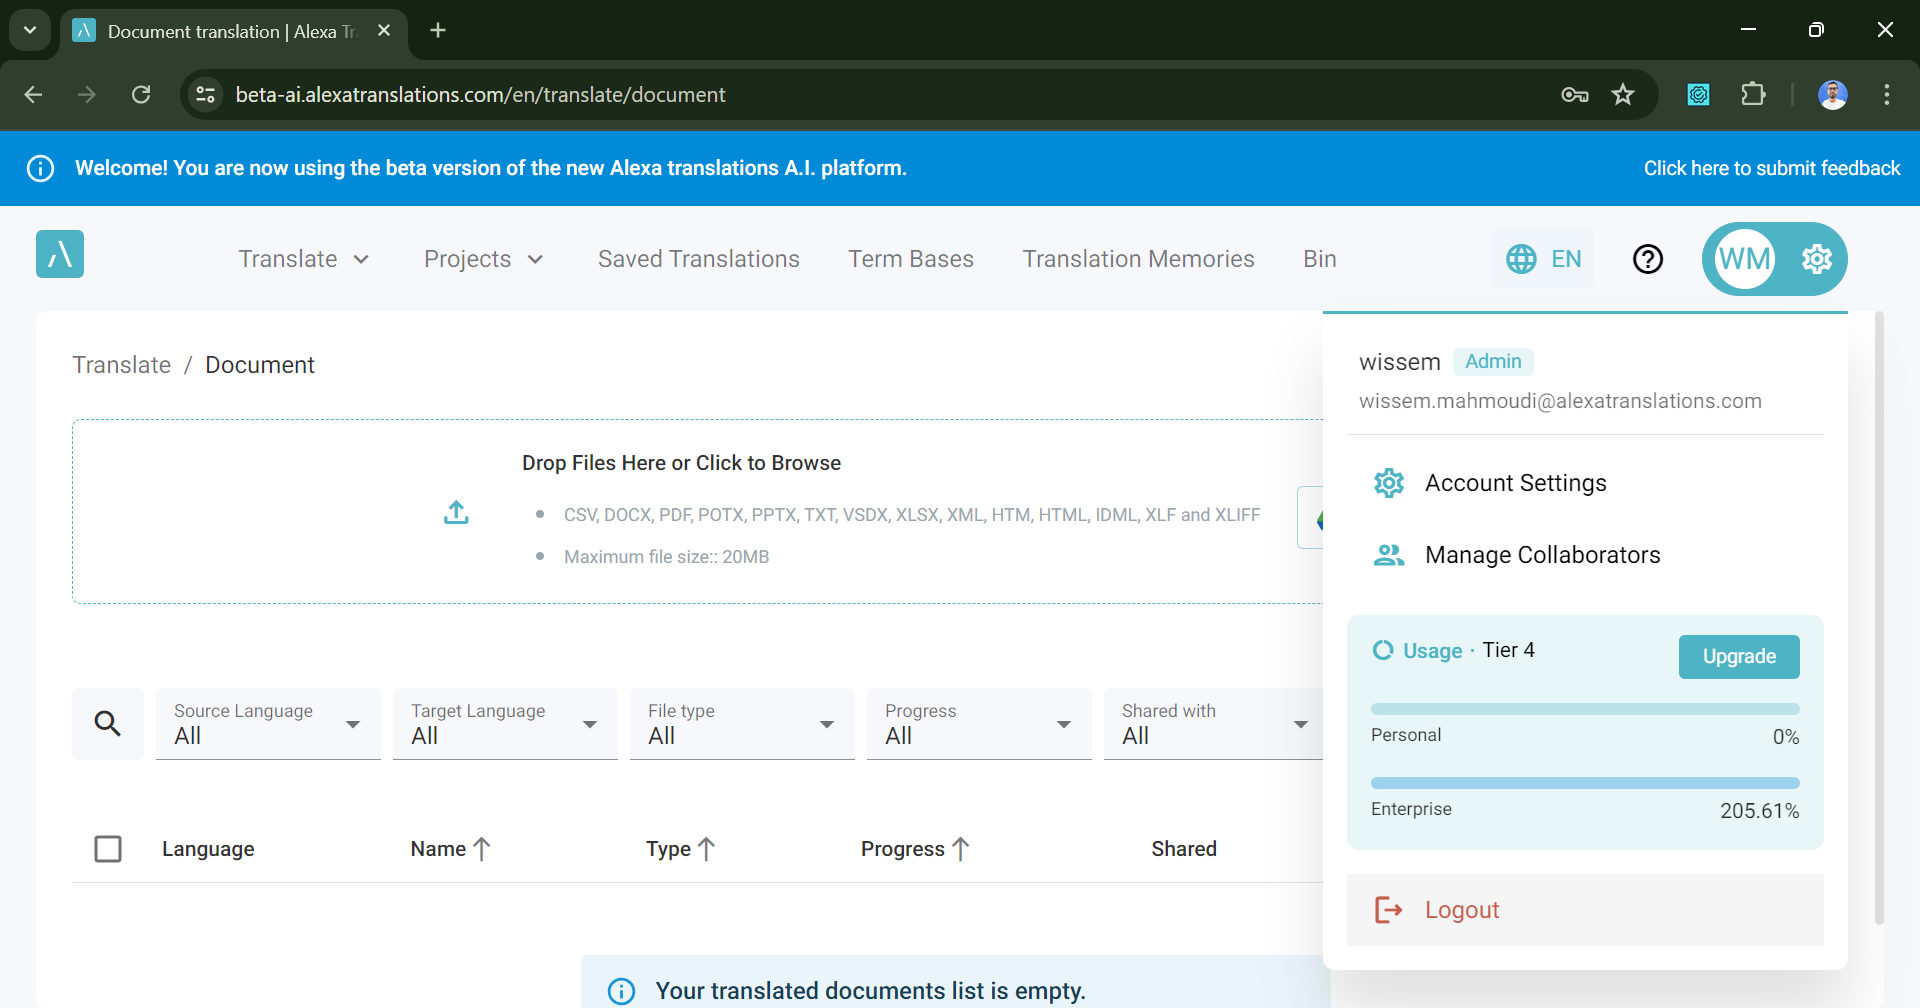 Document translation | Alexa Tr
beta-ai.alexatranslations.com/en/translate/document
Welcome! You are now using the beta version of the new Alexa translations A.I. platform.
Click here to submit feedback
Translate
Projects
Saved Translations
Term Bases
Translation Memories
Bin
EN
WM
Translate / Document
Drop Files Here or Click to Browse
CSV, DOCX, PDF, POTX, PPTX, TXT, VSDX, XLSX, XML, HTM, HTML, IDML, XLF and XLIFF
Maximum file size:: 20MB
wissem Admin
wissem.mahmoudi@alexatranslations.com
Account Settings
Manage Collaborators
Usage · Tier 4
Upgrade
Personal 0%
Enterprise 205.61%
Logout
Source Language
All
Target Language
All
File type
All
Progress
All
Shared with
All
Language Name Type Progress Shared
Your translated documents list is empty.